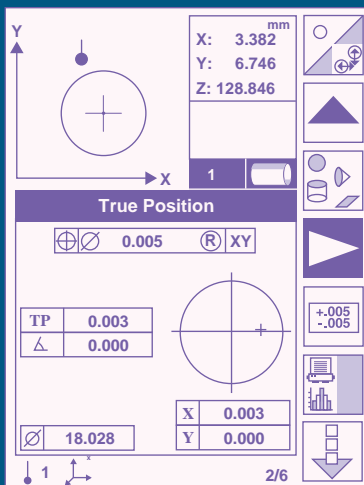 Y
mm
X: 3.382
Y: 6.746
Z: 128.846
X
1
True Position
⌖ Ø 0.005 Ⓡ XY
TP 0.003
∠ 0.000
+.005
-.005
X 0.003
Y 0.000
Ø 18.028
1
x
2/6